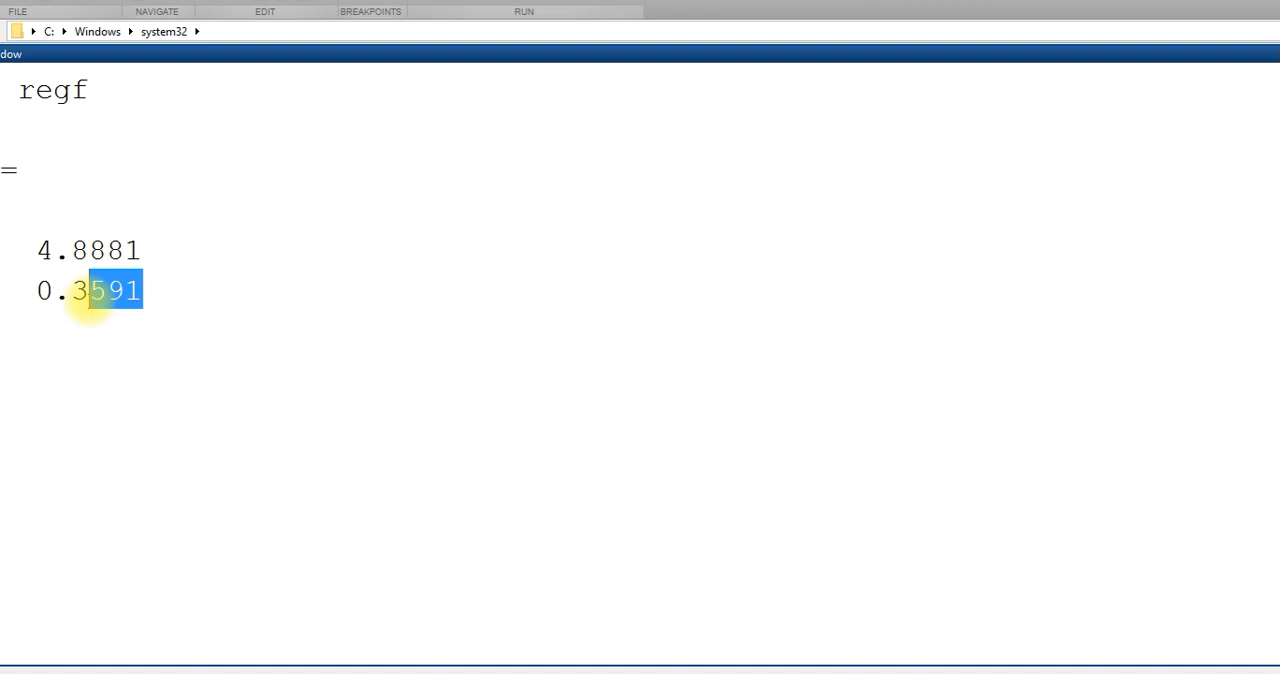 FILE NAVIGATE EDIT BREAKPOINTS RUN
C: Windows system32
dow
regf
=
4.8881
0.3591